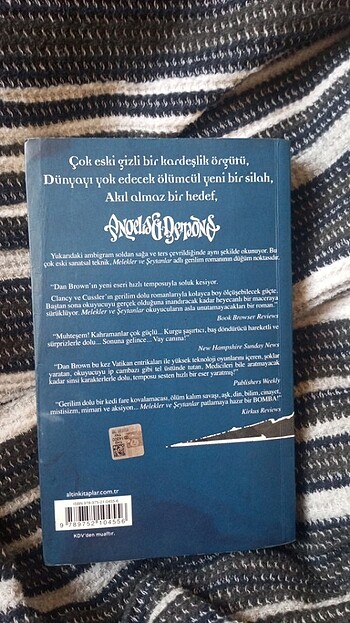 Çok eski gizli bir kardeşlik örgütü,
Dünyayı yok edecek ölümcül yeni bir silah,
Akıl almaz bir hedef,
Angels & Demons
Yukarıdaki ambigram soldan sağa ve ters çevrildiğinde aynı şekilde okunuyor. Bu
çok eski sanatsal teknik, Melekler ve Şeytanlar adlı gerilim romanının düğüm noktasıdır.
"Dan Brown'ın yeni eseri hızlı temposuyla soluk kesiyor.
Clancy ve Cussler'ın gerilim dolu romanlarıyla kolayca boy ölçüşebilecek güçte.
Baştan sona okuyucuyu gerçek olduğuna inandıracak kadar heyecanlı bir maceraya
sürüklüyor. Melekler ve Şeytanlar okuyucuların asla unutamayacakları bir roman."
Book Browser Reviews
"Muhteşem! Kahramanlar çok güçlü... Kurgu şaşırtıcı, baş döndürücü hareketli ve
sürprizlerle dolu... Sonuna gelince... Vay canına!"
New Hampshire Sunday News
"Dan Brown bu kez Vatikan entrikaları ile yüksek teknoloji oyunlarını içeren, şoklar
yaratan, okuyucuyu ip cambazı gibi tel üstünde tutan, Medicileri bile yaratmayacak
kadar sinsi karakterlerle dolu, temposu sesten hızlı bir eser yaratmış!"
Publishers Weekly
"Gerilim dolu bir kedi fare kovalamacası, ölüm kalım savaşı, aşk, din, bilim, cinayet,
mistisizm, mimari ve aksiyon... Melekler ve Şeytanlar patlamaya hazır bir BOMBA!"
Kirkus Reviews
altinkitaplar.com.tr
9 789752 104556
KDV'den muaftır.